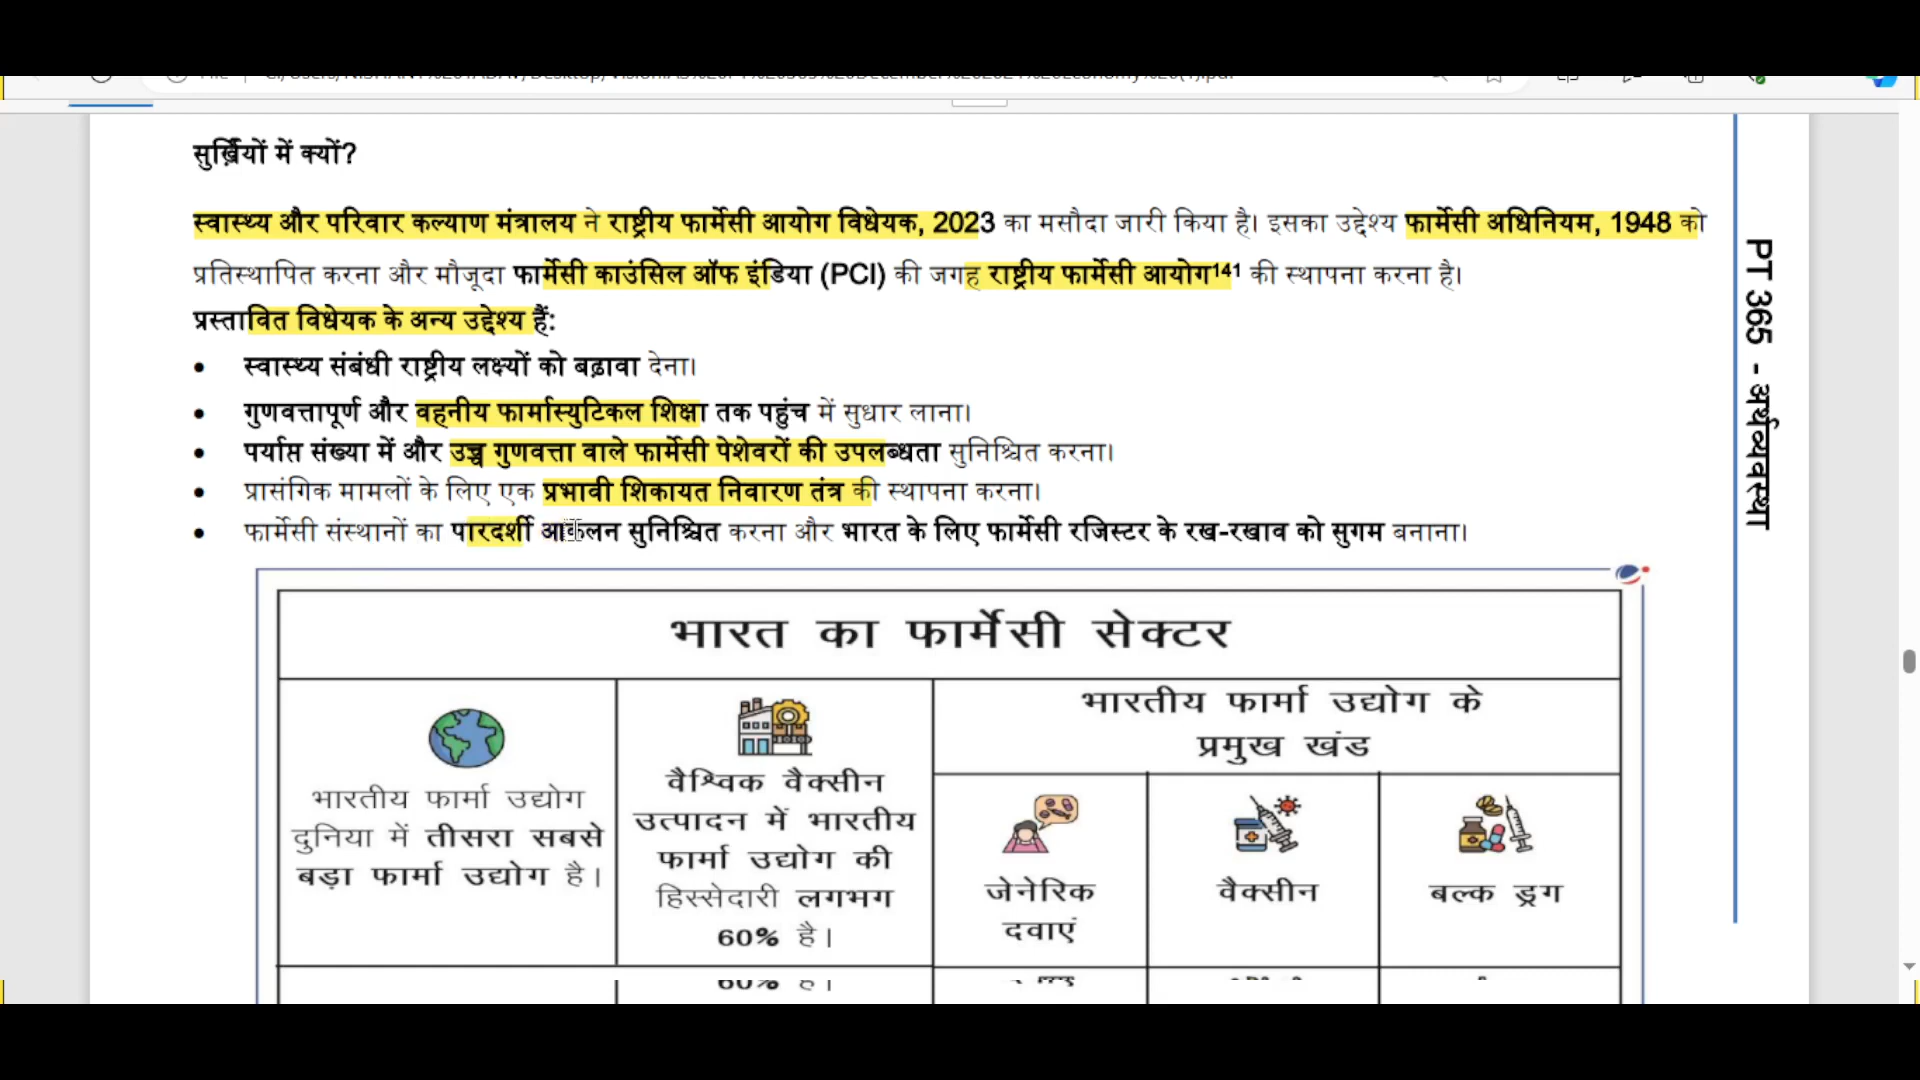 सुर्ख़ियों में क्यों?
स्वास्थ्य और परिवार कल्याण मंत्रालय ने राष्ट्रीय फार्मेसी आयोग विधेयक, 2023 का मसौदा जारी किया है। इसका उद्देश्य फार्मेसी अधिनियम, 1948 को
प्रतिस्थापित करना और मौजूदा फार्मेसी काउंसिल ऑफ इंडिया (PCI) की जगह राष्ट्रीय फार्मेसी आयोग¹⁴¹ की स्थापना करना है।
प्रस्तावित विधेयक के अन्य उद्देश्य हैं:
• स्वास्थ्य संबंधी राष्ट्रीय लक्ष्यों को बढ़ावा देना।
• गुणवत्तापूर्ण और वहनीय फार्मास्युटिकल शिक्षा तक पहुंच में सुधार लाना।
• पर्याप्त संख्या में और उच्च गुणवत्ता वाले फार्मेसी पेशेवरों की उपलब्धता सुनिश्चित करना।
• प्रासंगिक मामलों के लिए एक प्रभावी शिकायत निवारण तंत्र की स्थापना करना।
• फार्मेसी संस्थानों का पारदर्शी आकलन सुनिश्चित करना और भारत के लिए फार्मेसी रजिस्टर के रख-रखाव को सुगम बनाना।
भारत का फार्मेसी सेक्टर
भारतीय फार्मा उद्योग
दुनिया में तीसरा सबसे
बड़ा फार्मा उद्योग है।
वैश्विक वैक्सीन
उत्पादन में भारतीय
फार्मा उद्योग की
हिस्सेदारी लगभग
60% है।
भारतीय फार्मा उद्योग के
प्रमुख खंड
जेनेरिक
दवाएं
वैक्सीन
बल्क ड्रग
PT 365 - अर्थव्यवस्था